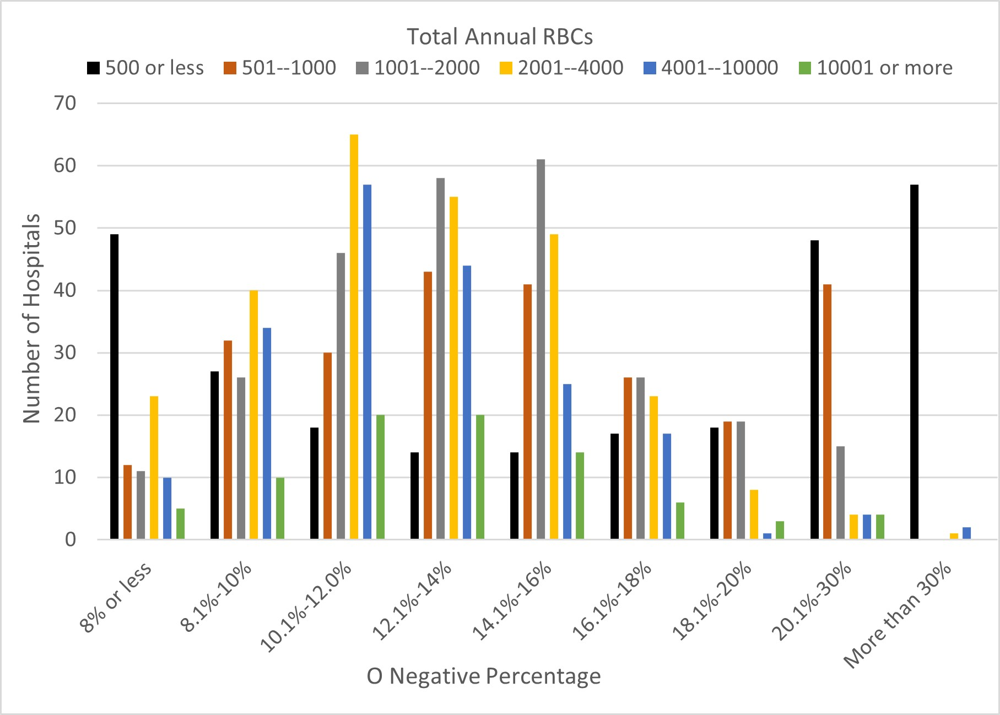 Total Annual RBCs
500 or less 501--1000 1001--2000 2001--4000 4001--10000 10001 or more
70
60
50
40
30
20
10
0
Number of Hospitals
8% or less 8.1%-10% 10.1%-12.0% 12.1%-14% 14.1%-16% 16.1%-18% 18.1%-20% 20.1%-30% More than 30%
O Negative Percentage